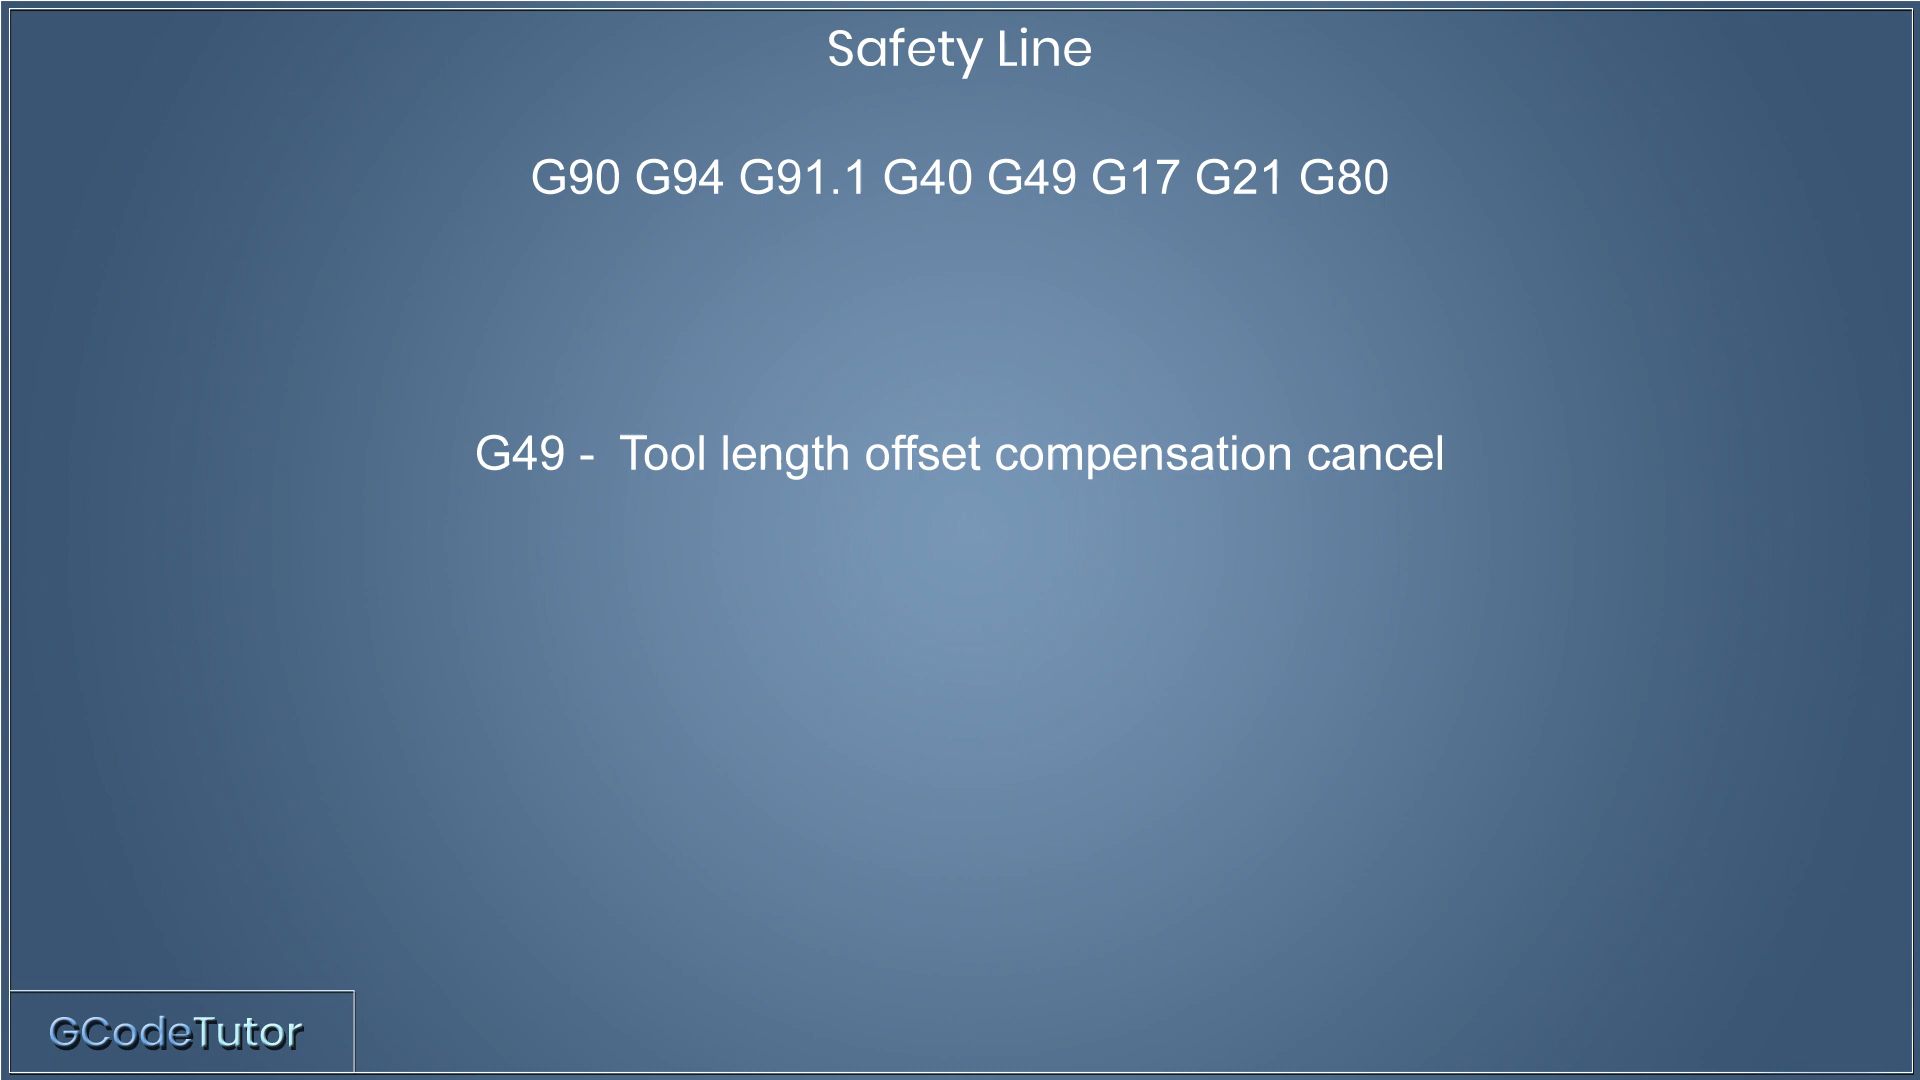 Safety Line
G90 G94 G91.1 G40 G49 G17 G21 G80
G49 - Tool length offset compensation cancel
GCodeTutor